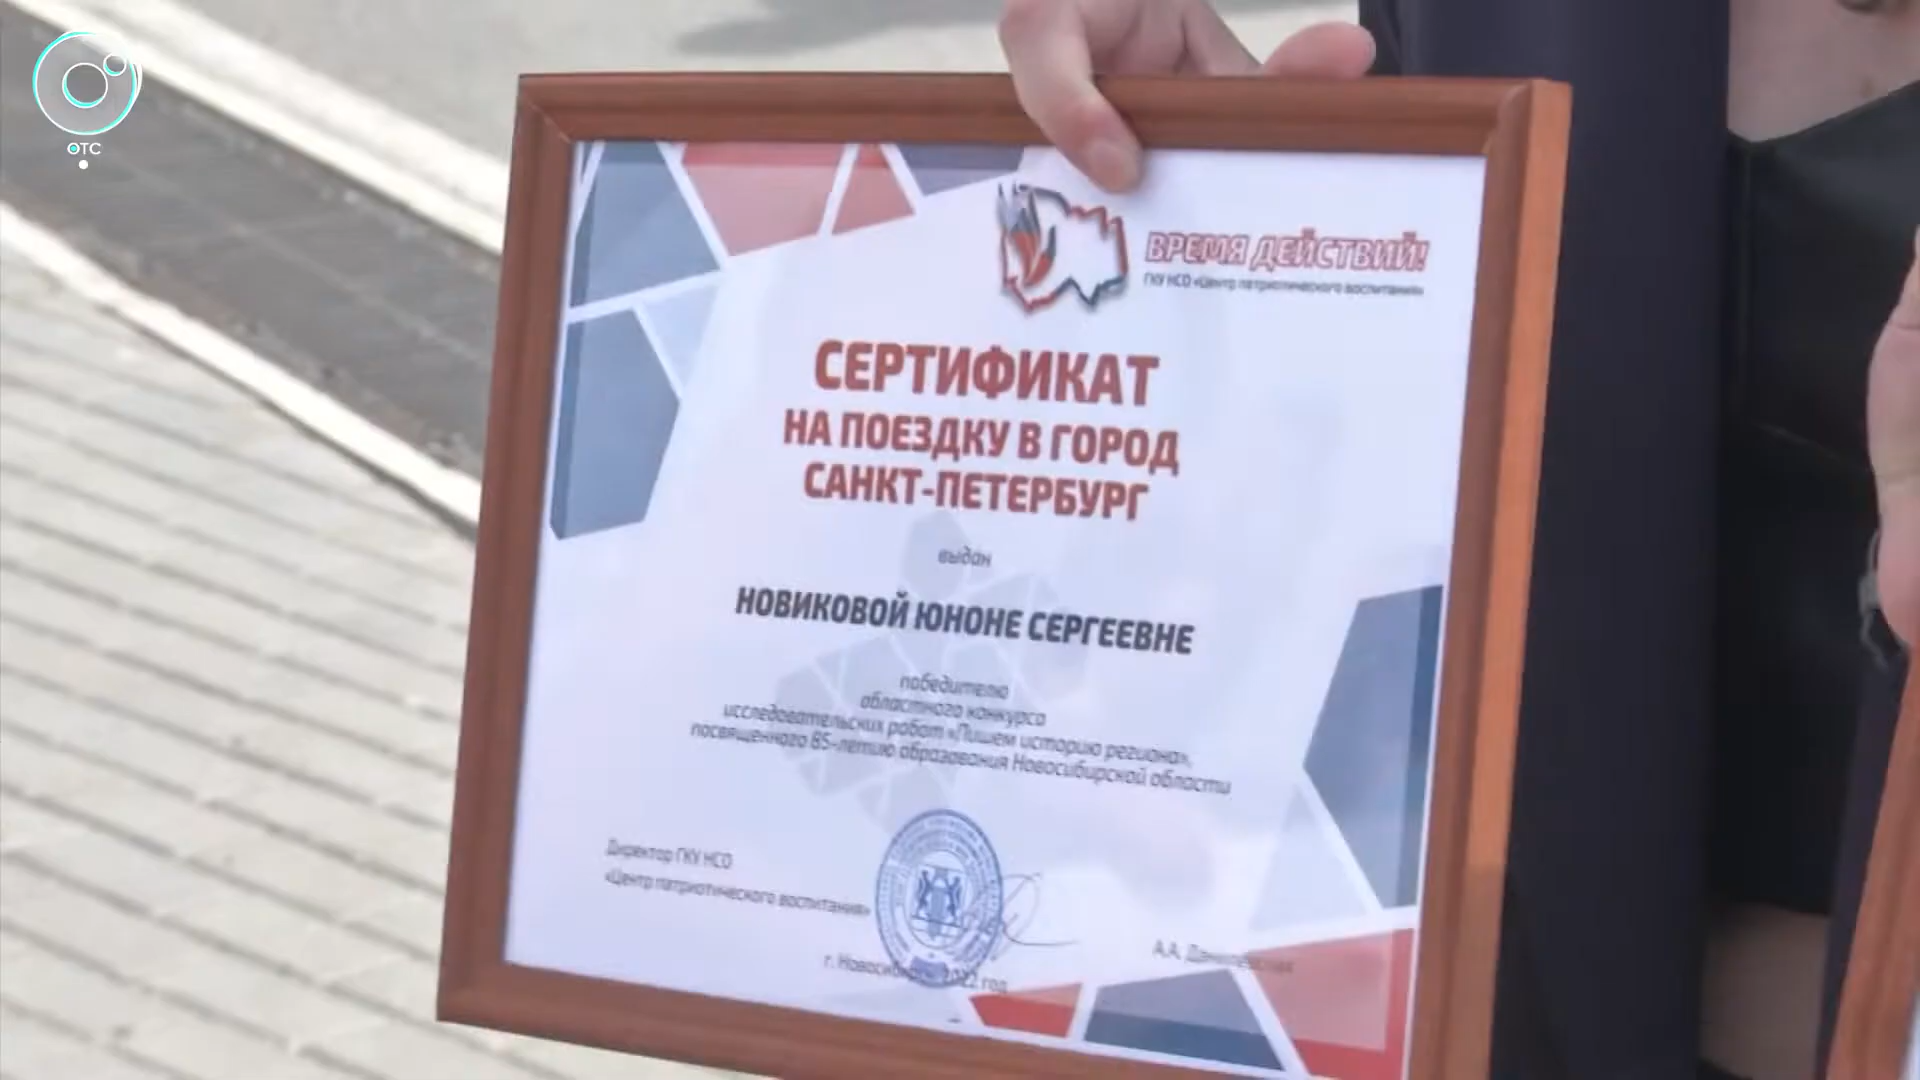 ОТС
ВРЕМЯ ДЕЙСТВИЙ!
ГКУ НСО «Центр патриотического воспитания»
СЕРТИФИКАТ
НА ПОЕЗДКУ В ГОРОД
САНКТ-ПЕТЕРБУРГ
выдан
НОВИКОВОЙ ЮНОНЕ СЕРГЕЕВНЕ
победителю
областного конкурса
исследовательских работ «Пишем историю региона»,
посвященного 85-летию образования Новосибирской области
Директор ГКУ НСО
«Центр патриотического воспитания»
А.А.
г. 2022 год